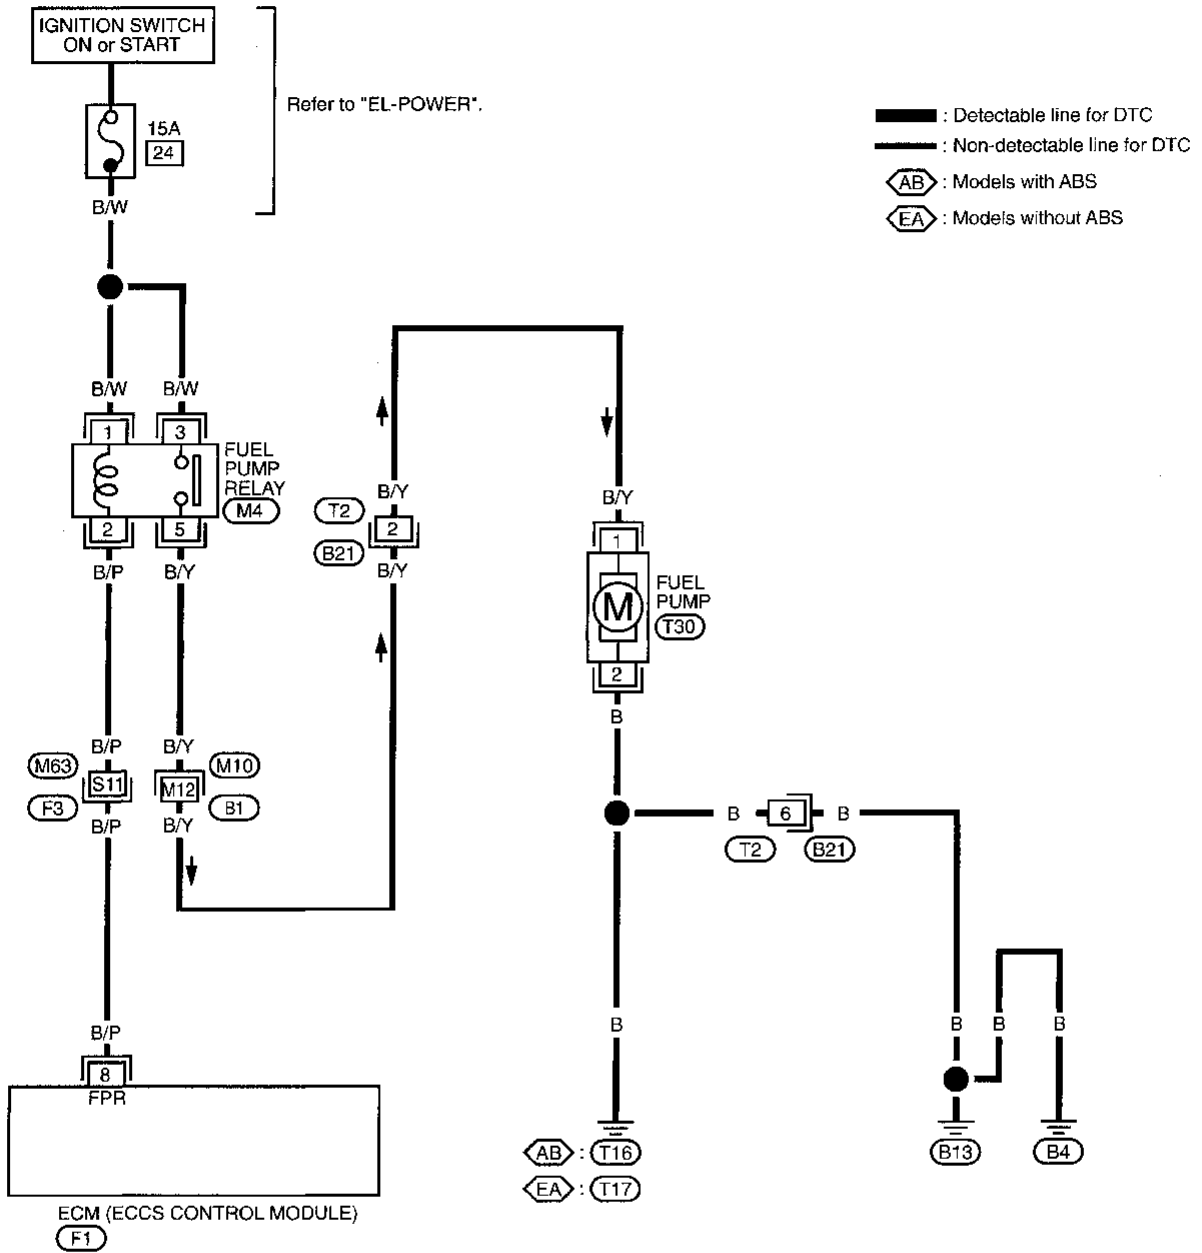 IGNITION SWITCH
ON or START
Refer to "EL-POWER".
15A
24
B/W
: Detectable line for DTC
: Non-detectable line for DTC
AB : Models with ABS
EA : Models without ABS
B/W B/W
1 3
FUEL
PUMP
RELAY
M4
2 5
B/P B/Y
B/Y
T2
2
B21
B/Y
B/Y
1
M
FUEL
PUMP
T30
2
B
B/P B/Y
M63 S11 M12 M10
F3 B1
B/P B/Y
B 6 B
T2 B21
B/P
8
FPR
ECM (ECCS CONTROL MODULE)
F1
B
AB : T16
EA : T17
B B B
B13 B4